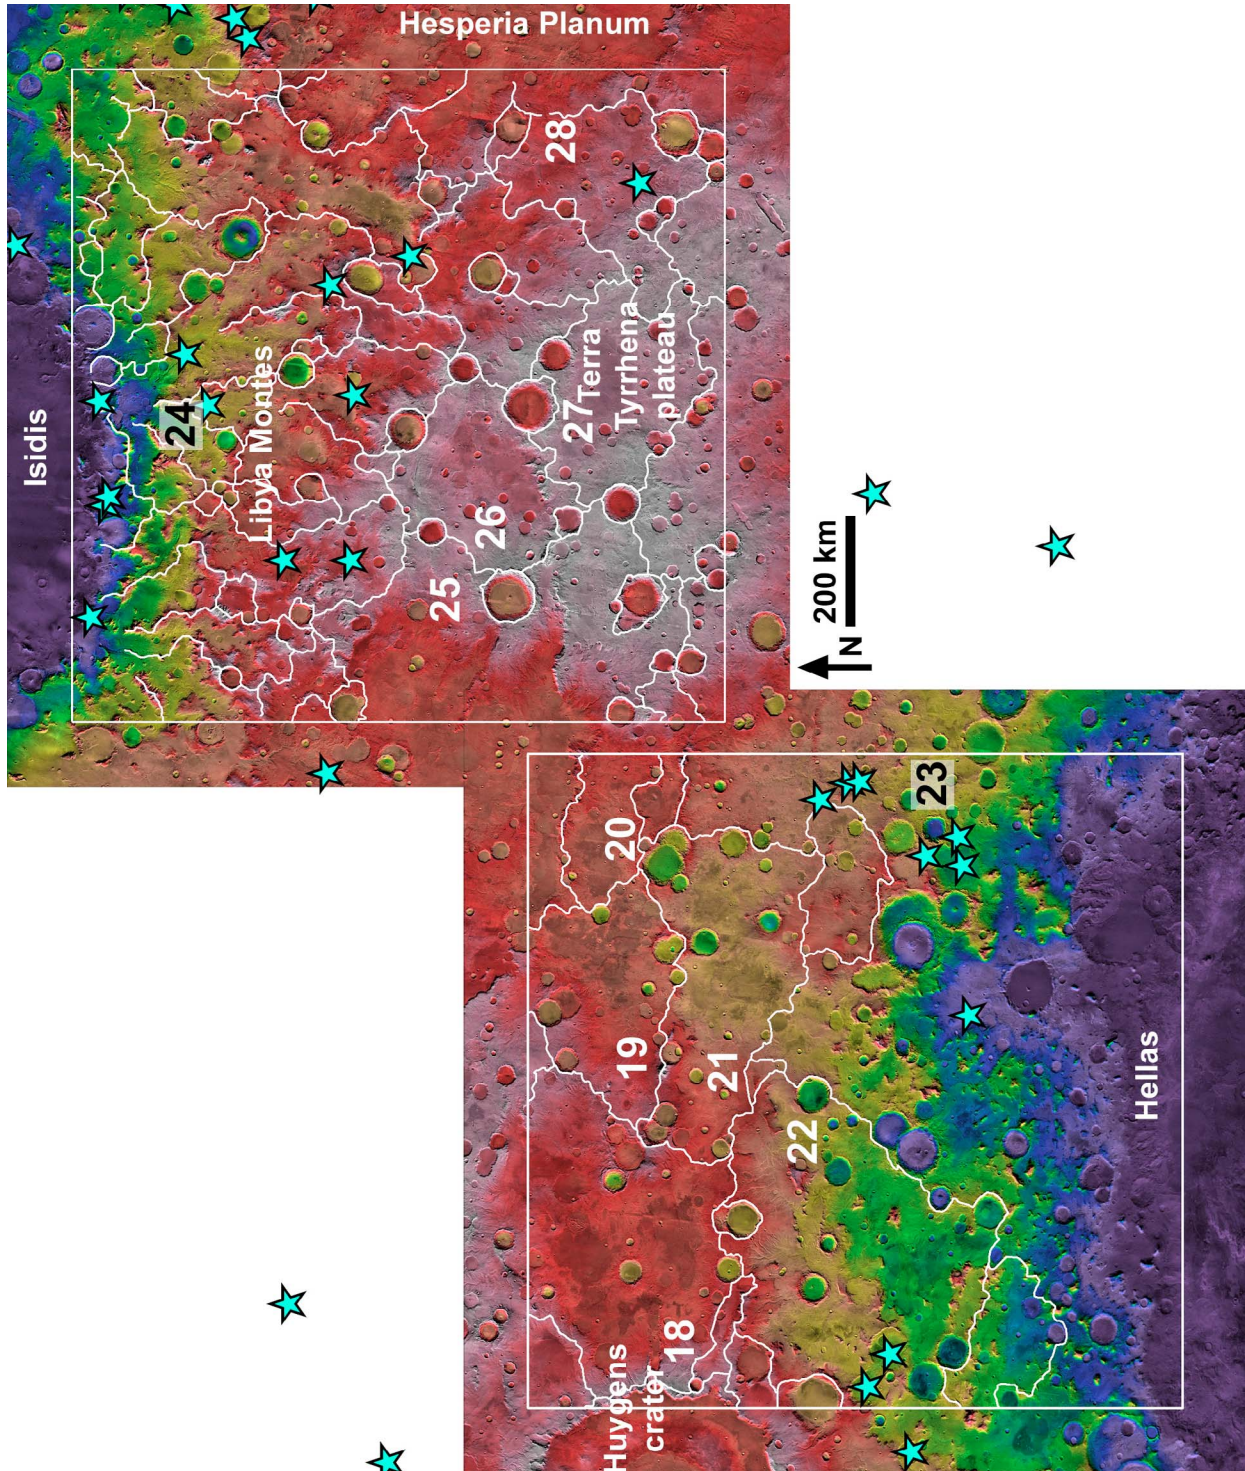 Hesperia Planum
28
Isidis
24
Libya Montes
27
Terra
Tyrrhena
plateau
26
25
200 km
N
20
23
19
21
22
Hellas
18
Huygens
crater